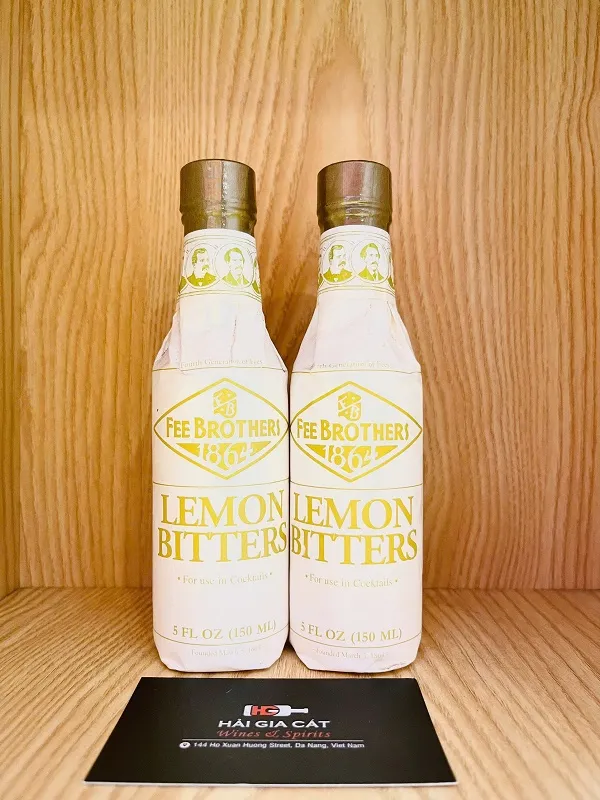 FEE BROTHERS
1864
LEMON
BITTERS
• For use in Cocktails •
5 FL OZ (150 ML)
FEE BROTHERS
1864
LEMON
BITTERS
• For use in Cocktails •
5 FL OZ (150 ML)
HG
HẢI GIA CÁT
Wines & Spirits
144 Ho Xuan Huong Street, Da Nang, Viet Nam